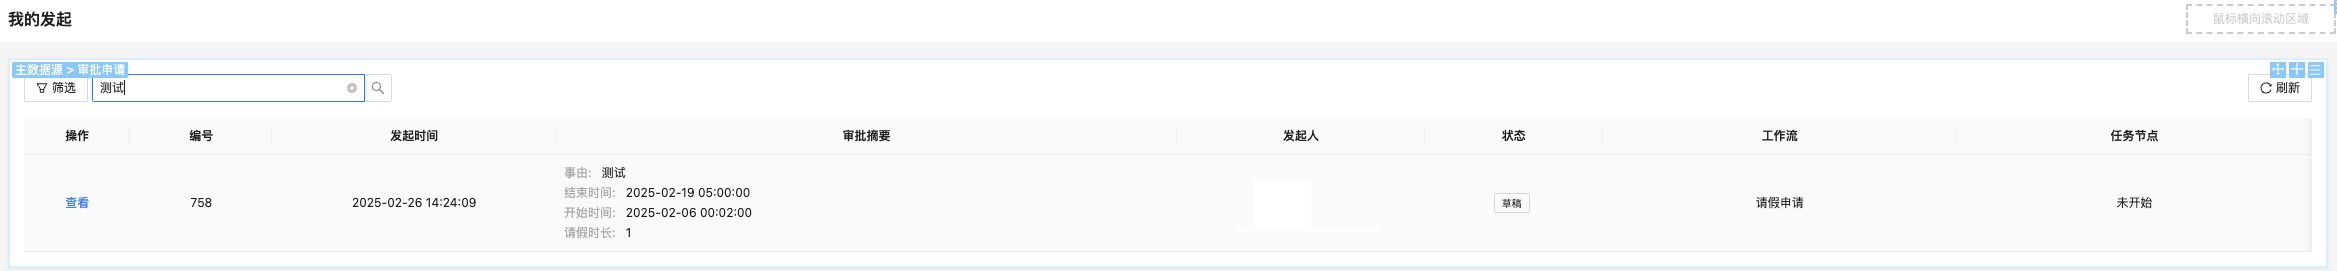 我的发起
鼠标横向滚动区域
主数据源 > 审批申请
筛选
测试
刷新
操作 编号 发起时间 审批摘要 发起人 状态 工作流 任务节点
查看 758 2025-02-26 14:24:09
事由: 测试
结束时间: 2025-02-19 05:00:00
开始时间: 2025-02-06 00:02:00
请假时长: 1
草稿 请假申请 未开始